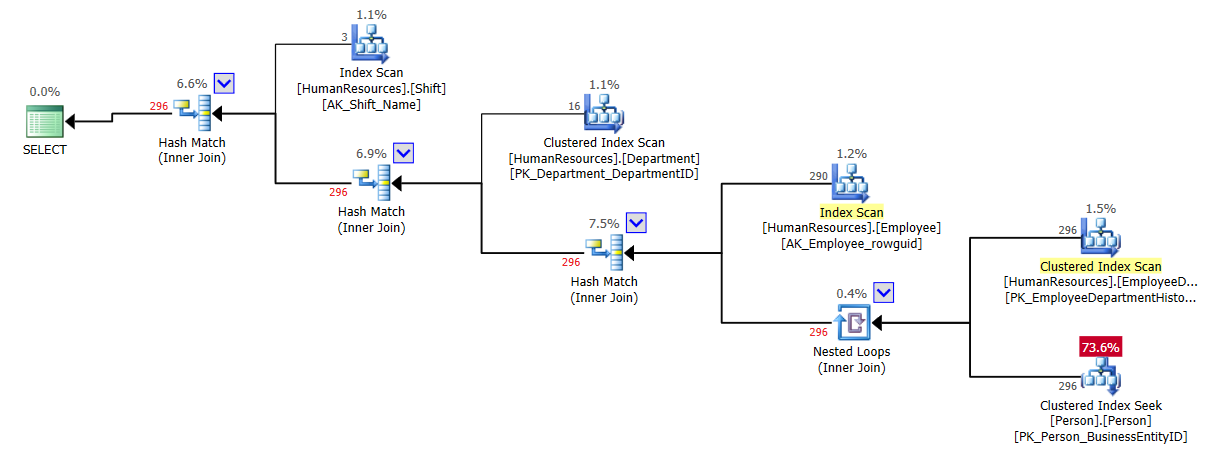 0.0%
SELECT
6.6%
296
Hash Match
(Inner Join)
1.1%
3
Index Scan
[HumanResources].[Shift]
[AK_Shift_Name]
6.9%
296
Hash Match
(Inner Join)
1.1%
16
Clustered Index Scan
[HumanResources].[Department]
[PK_Department_DepartmentID]
7.5%
296
Hash Match
(Inner Join)
1.2%
290
Index Scan
[HumanResources].[Employee]
[AK_Employee_rowguid]
0.4%
296
Nested Loops
(Inner Join)
1.5%
296
Clustered Index Scan
[HumanResources].[EmployeeD...
[PK_EmployeeDepartmentHisto...
73.6%
296
Clustered Index Seek
[Person].[Person]
[PK_Person_BusinessEntityID]